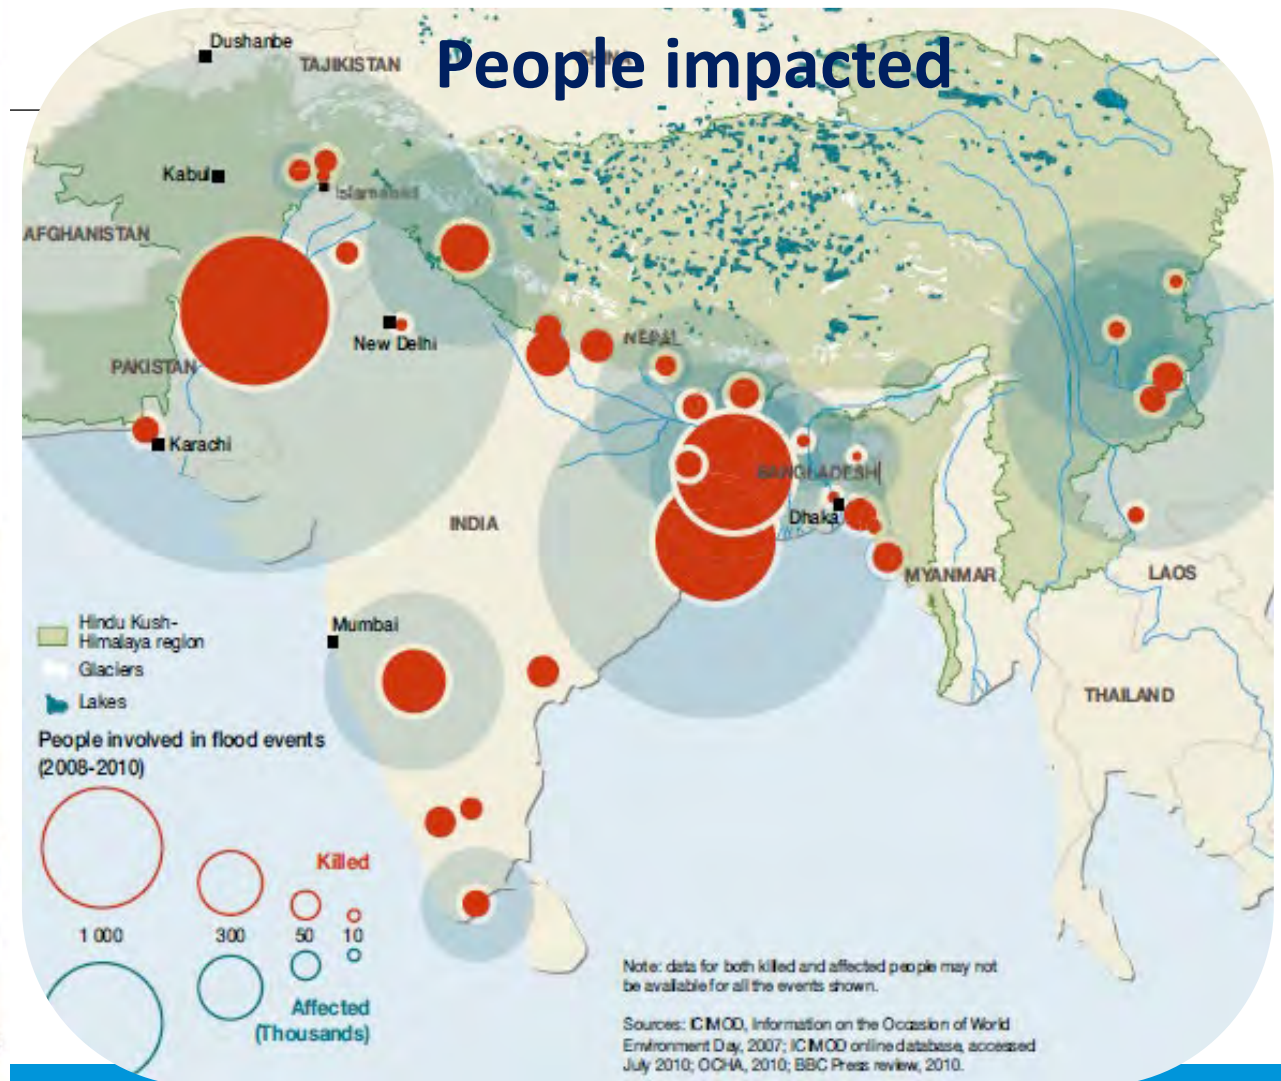 People impacted
Dushanbe
TAJIKISTAN
CHINA
Kabul
Islamabad
AFGHANISTAN
New Delhi
NEPAL
PAKISTAN
Karachi
BANGLADESH
Dhaka
INDIA
MYANMAR
LAOS
Mumbai
THAILAND
Hindu Kush-
Himalaya region
Glaciers
Lakes
People involved in flood events
(2008-2010)
Killed
1 000 300 50 10
Affected
(Thousands)
Note: data for both killed and affected people may not
be available for all the events shown.
Sources: ICIMOD, Information on the Occasion of World
Environment Day, 2007; ICIMOD online database, accessed
July 2010; OCHA, 2010; BBC Press review, 2010.